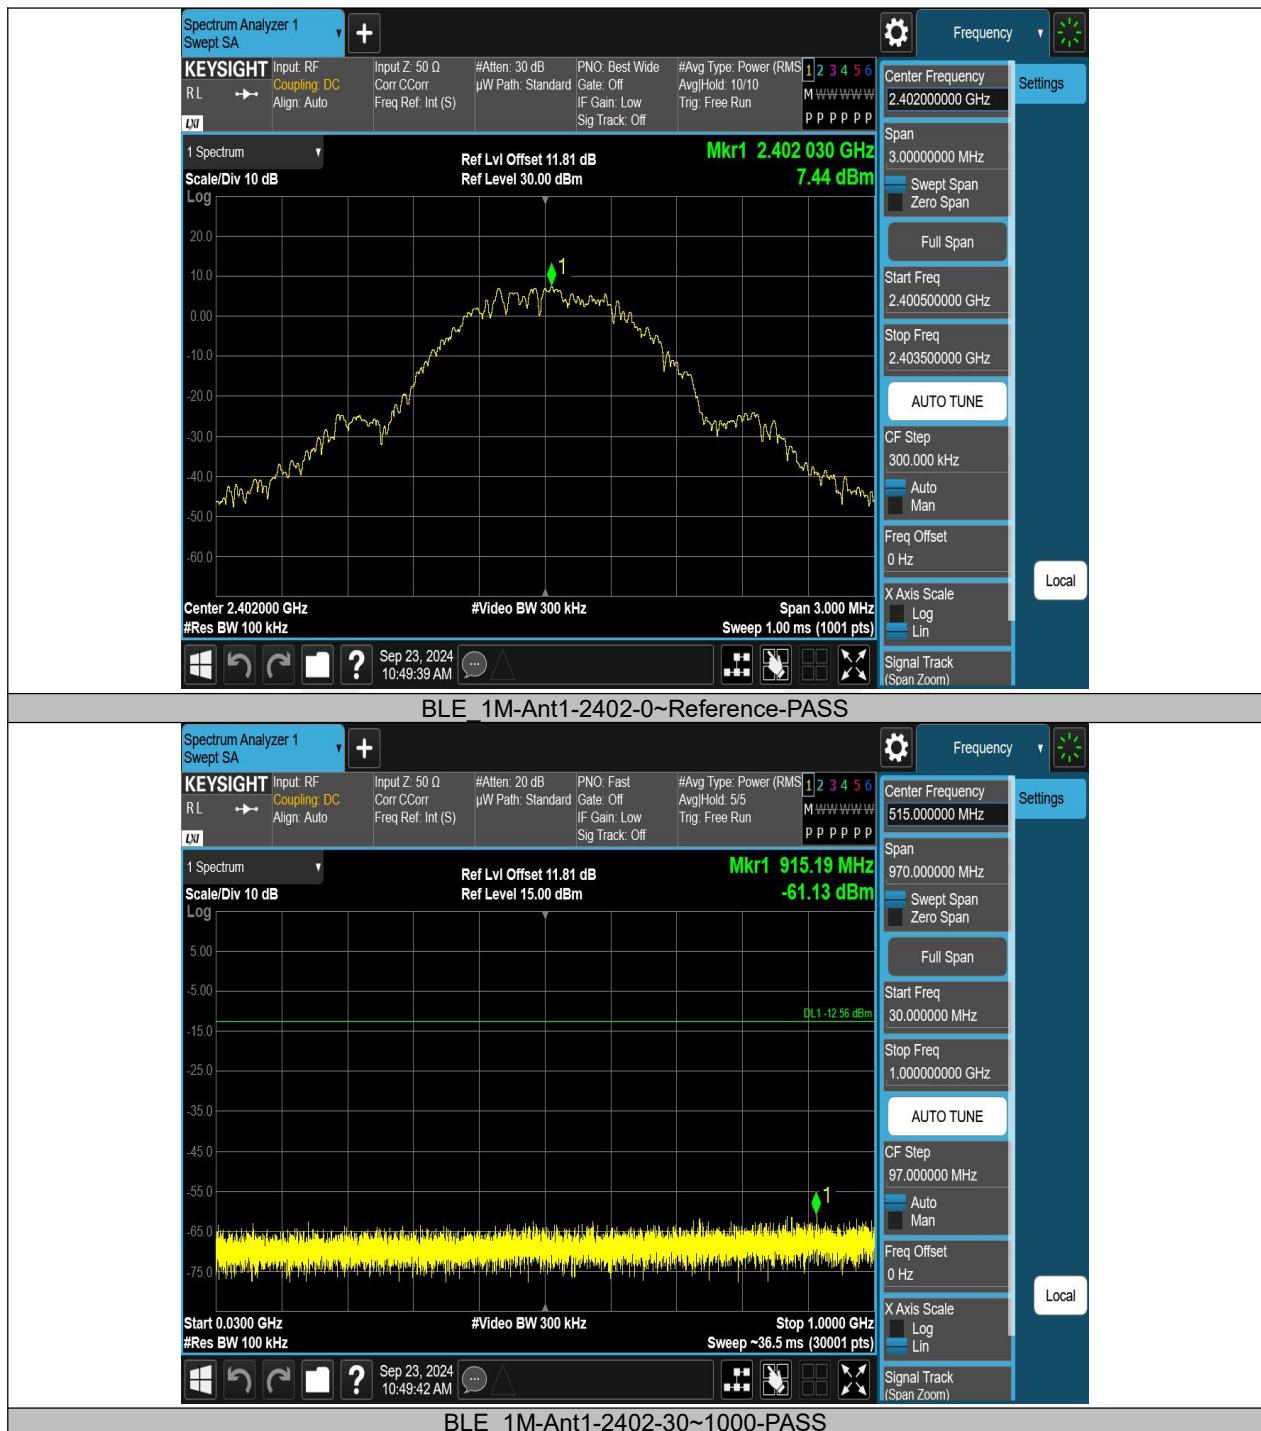 Spectrum Analyzer 1
Swept SA
+
Frequency
KEYSIGHT
RL
LXI
Input: RF
Coupling: DC
Align: Auto
Input Z: 50 Ω
Corr CCorr
Freq Ref: Int (S)
#Atten: 30 dB
µW Path: Standard
PNO: Best Wide
Gate: Off
IF Gain: Low
Sig Track: Off
#Avg Type: Power (RMS
Avg|Hold: 10/10
Trig: Free Run
1 2 3 4 5 6
M W W W W W
P P P P P P
1 Spectrum
Scale/Div 10 dB
Log
Ref Lvl Offset 11.81 dB
Ref Level 30.00 dBm
Mkr1 2.402 030 GHz
7.44 dBm
1
20.0
10.0
0.00
-10.0
-20.0
-30.0
-40.0
-50.0
-60.0
Center 2.402000 GHz
#Res BW 100 kHz
#Video BW 300 kHz
Span 3.000 MHz
Sweep 1.00 ms (1001 pts)
Center Frequency
2.402000000 GHz
Settings
Span
3.00000000 MHz
Swept Span
Zero Span
Full Span
Start Freq
2.400500000 GHz
Stop Freq
2.403500000 GHz
AUTO TUNE
CF Step
300.000 kHz
Auto
Man
Freq Offset
0 Hz
X Axis Scale
Log
Lin
Local
Signal Track
(Span Zoom)
?
Sep 23, 2024
10:49:39 AM
BLE_1M-Ant1-2402-0~Reference-PASS
Spectrum Analyzer 1
Swept SA
+
Frequency
KEYSIGHT
RL
LXI
Input: RF
Coupling: DC
Align: Auto
Input Z: 50 Ω
Corr CCorr
Freq Ref: Int (S)
#Atten: 20 dB
µW Path: Standard
PNO: Fast
Gate: Off
IF Gain: Low
Sig Track: Off
#Avg Type: Power (RMS
Avg|Hold: 5/5
Trig: Free Run
1 2 3 4 5 6
M W W W W W
P P P P P P
1 Spectrum
Scale/Div 10 dB
Log
Ref Lvl Offset 11.81 dB
Ref Level 15.00 dBm
Mkr1 915.19 MHz
-61.13 dBm
5.00
-5.00
DL1 -12.56 dBm
-15.0
-25.0
-35.0
-45.0
-55.0
1
-65.0
-75.0
Start 0.0300 GHz
#Res BW 100 kHz
#Video BW 300 kHz
Stop 1.0000 GHz
Sweep ~36.5 ms (30001 pts)
Center Frequency
515.000000 MHz
Settings
Span
970.000000 MHz
Swept Span
Zero Span
Full Span
Start Freq
30.000000 MHz
Stop Freq
1.000000000 GHz
AUTO TUNE
CF Step
97.000000 MHz
Auto
Man
Freq Offset
0 Hz
X Axis Scale
Log
Lin
Local
Signal Track
(Span Zoom)
?
Sep 23, 2024
10:49:42 AM
BLE_1M-Ant1-2402-30~1000-PASS